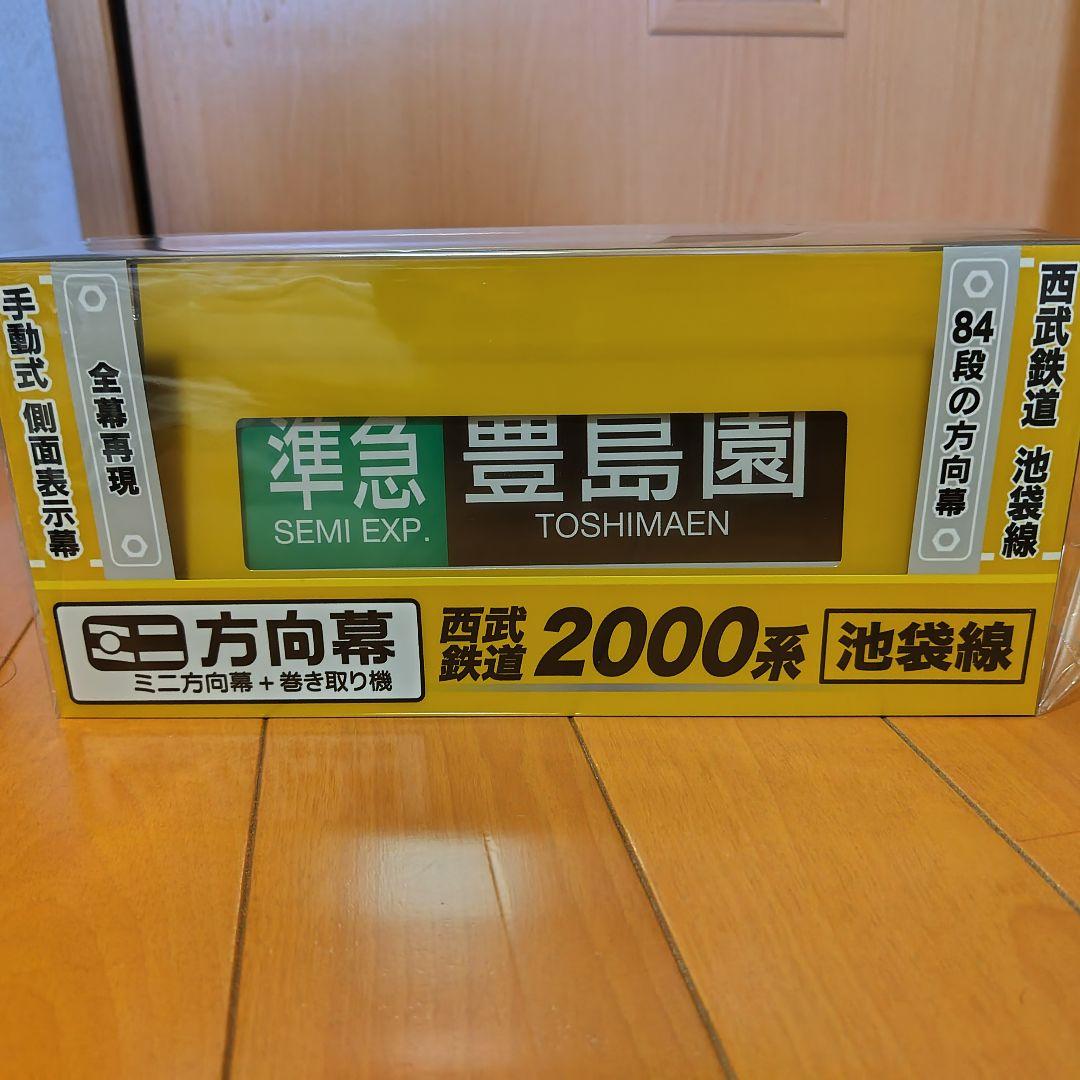 手動式 側面表示幕
全幕再現
準急
SEMI EXP.
豊島園
TOSHIMAEN
84段の方向幕
西武鉄道 池袋線
ミニ方向幕
ミニ方向幕+巻き取り機
西武鉄道2000系 池袋線